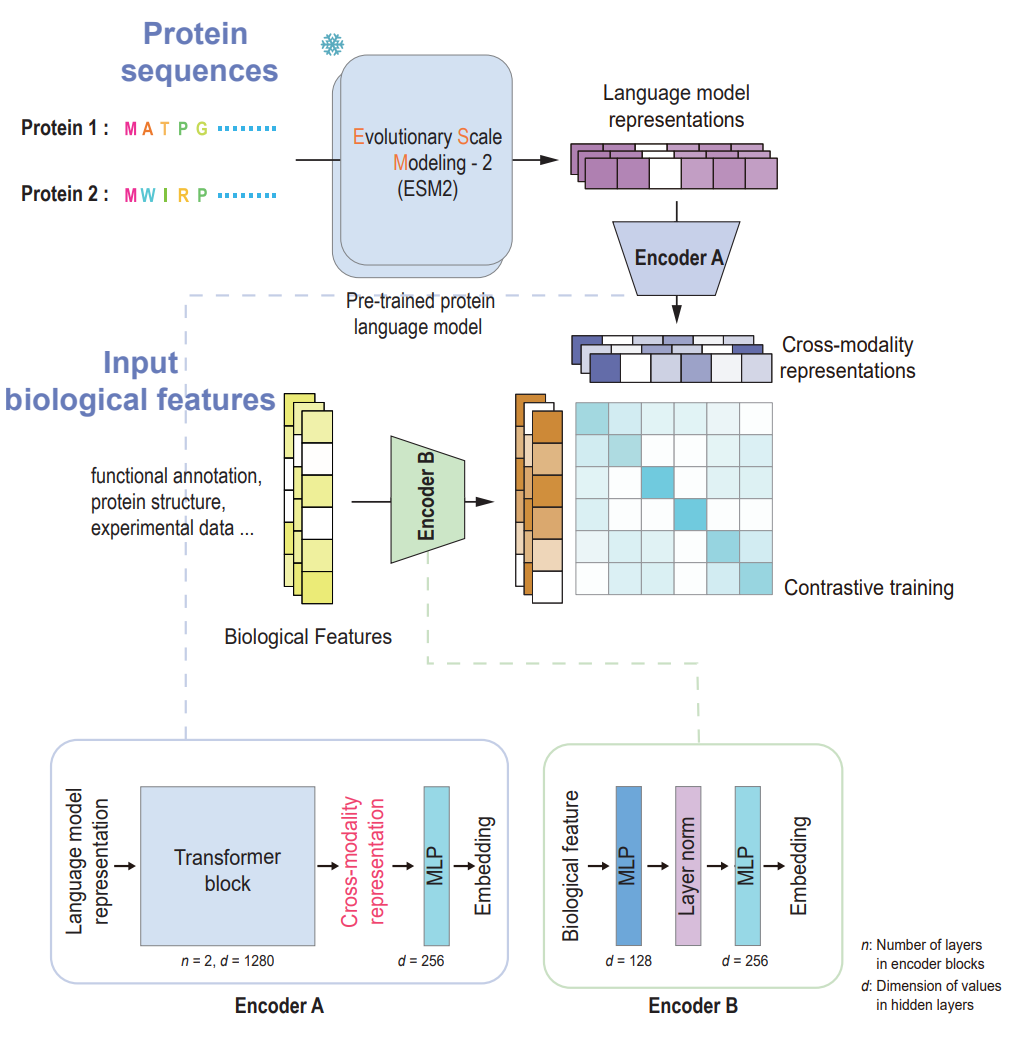 Protein
sequences
Protein 1 : M A T P G
Protein 2 : M W I R P
Evolutionary Scale
Modeling - 2
(ESM2)
Pre-trained protein
language model
Language model
representations
Encoder A
Cross-modality
representations
Input
biological features
functional annotation,
protein structure,
experimental data ...
Biological Features
Encoder B
Contrastive training
Language model
representation
Transformer
block
n = 2, d = 1280
Cross-modality
representation
MLP
d = 256
Embedding
Encoder A
Biological feature
MLP
d = 128
Layer norm
MLP
d = 256
Embedding
Encoder B
n: Number of layers
in encoder blocks
d: Dimension of values
in hidden layers